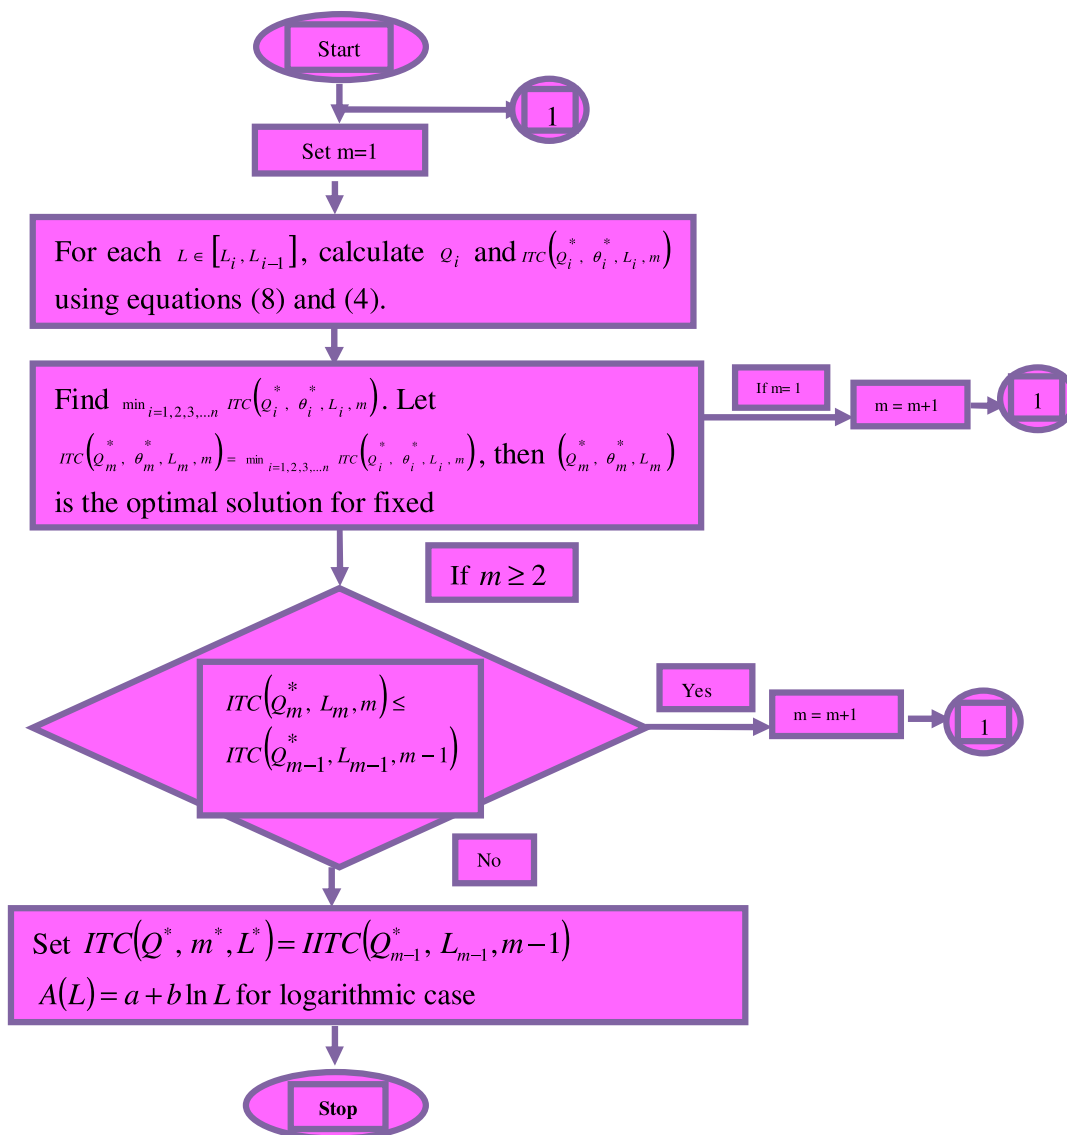 Start
1
Set m=1
For each L ∈ [L_i, L_{i−1}], calculate Q_i and ITC(Q_i^*, θ_i^*, L_i, m)
using equations (8) and (4).
Find min_{i=1,2,3,...n} ITC(Q_i^*, θ_i^*, L_i, m). Let
ITC(Q_m^*, θ_m^*, L_m, m) = min_{i=1,2,3,...n} ITC(Q_i^*, θ_i^*, L_i, m), then (Q_m^*, θ_m^*, L_m)
is the optimal solution for fixed
If m= 1
m = m+1
1
If m ≥ 2
ITC(Q_m^*, L_m, m) ≤
ITC(Q_{m−1}^*, L_{m−1}, m−1)
Yes
m = m+1
1
No
Set ITC(Q^*, m^*, L^*) = IITC(Q_{m−1}^*, L_{m−1}, m−1)
A(L) = a + b ln L for logarithmic case
Stop